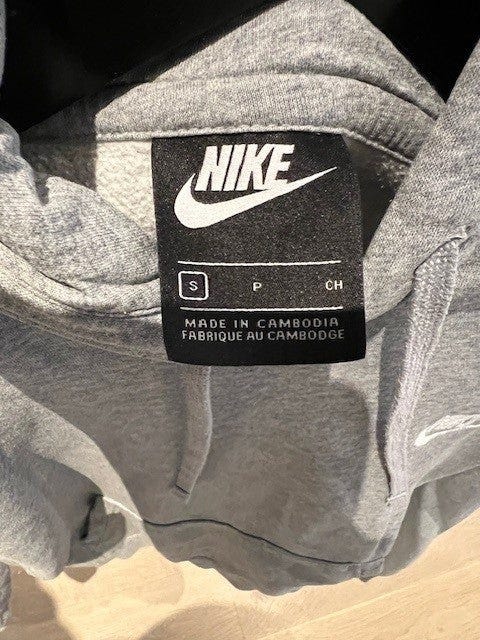 NIKE
S P CH
MADE IN CAMBODIA
FABRIQUE AU CAMBODGE